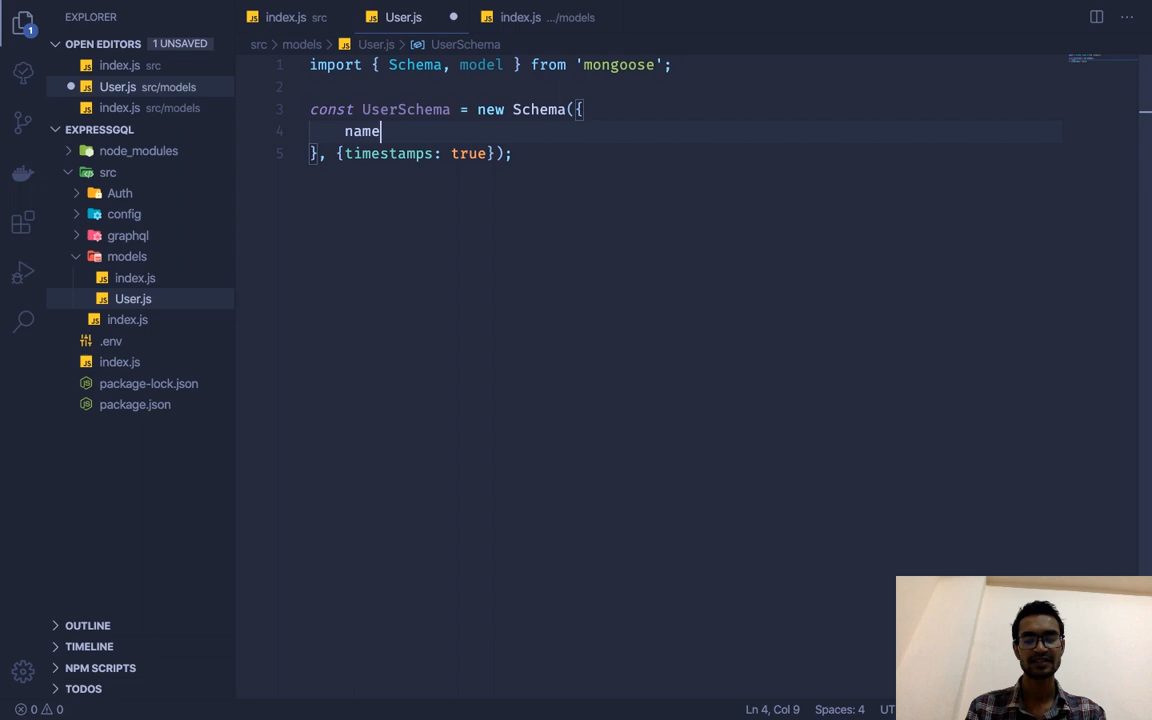 EXPLORER
index.js src
User.js
index.js .../models
OPEN EDITORS 1 UNSAVED
index.js src
User.js src/models
index.js src/models
EXPRESSGQL
node_modules
src
Auth
config
graphql
models
index.js
User.js
index.js
.env
index.js
package-lock.json
package.json
OUTLINE
TIMELINE
NPM SCRIPTS
TODOS
1
src > models > User.js > UserSchema
1 import { Schema, model } from 'mongoose';
2
3 const UserSchema = new Schema({
4 name
5 }, {timestamps: true});
0 0
Ln 4, Col 9 Spaces: 4 UT